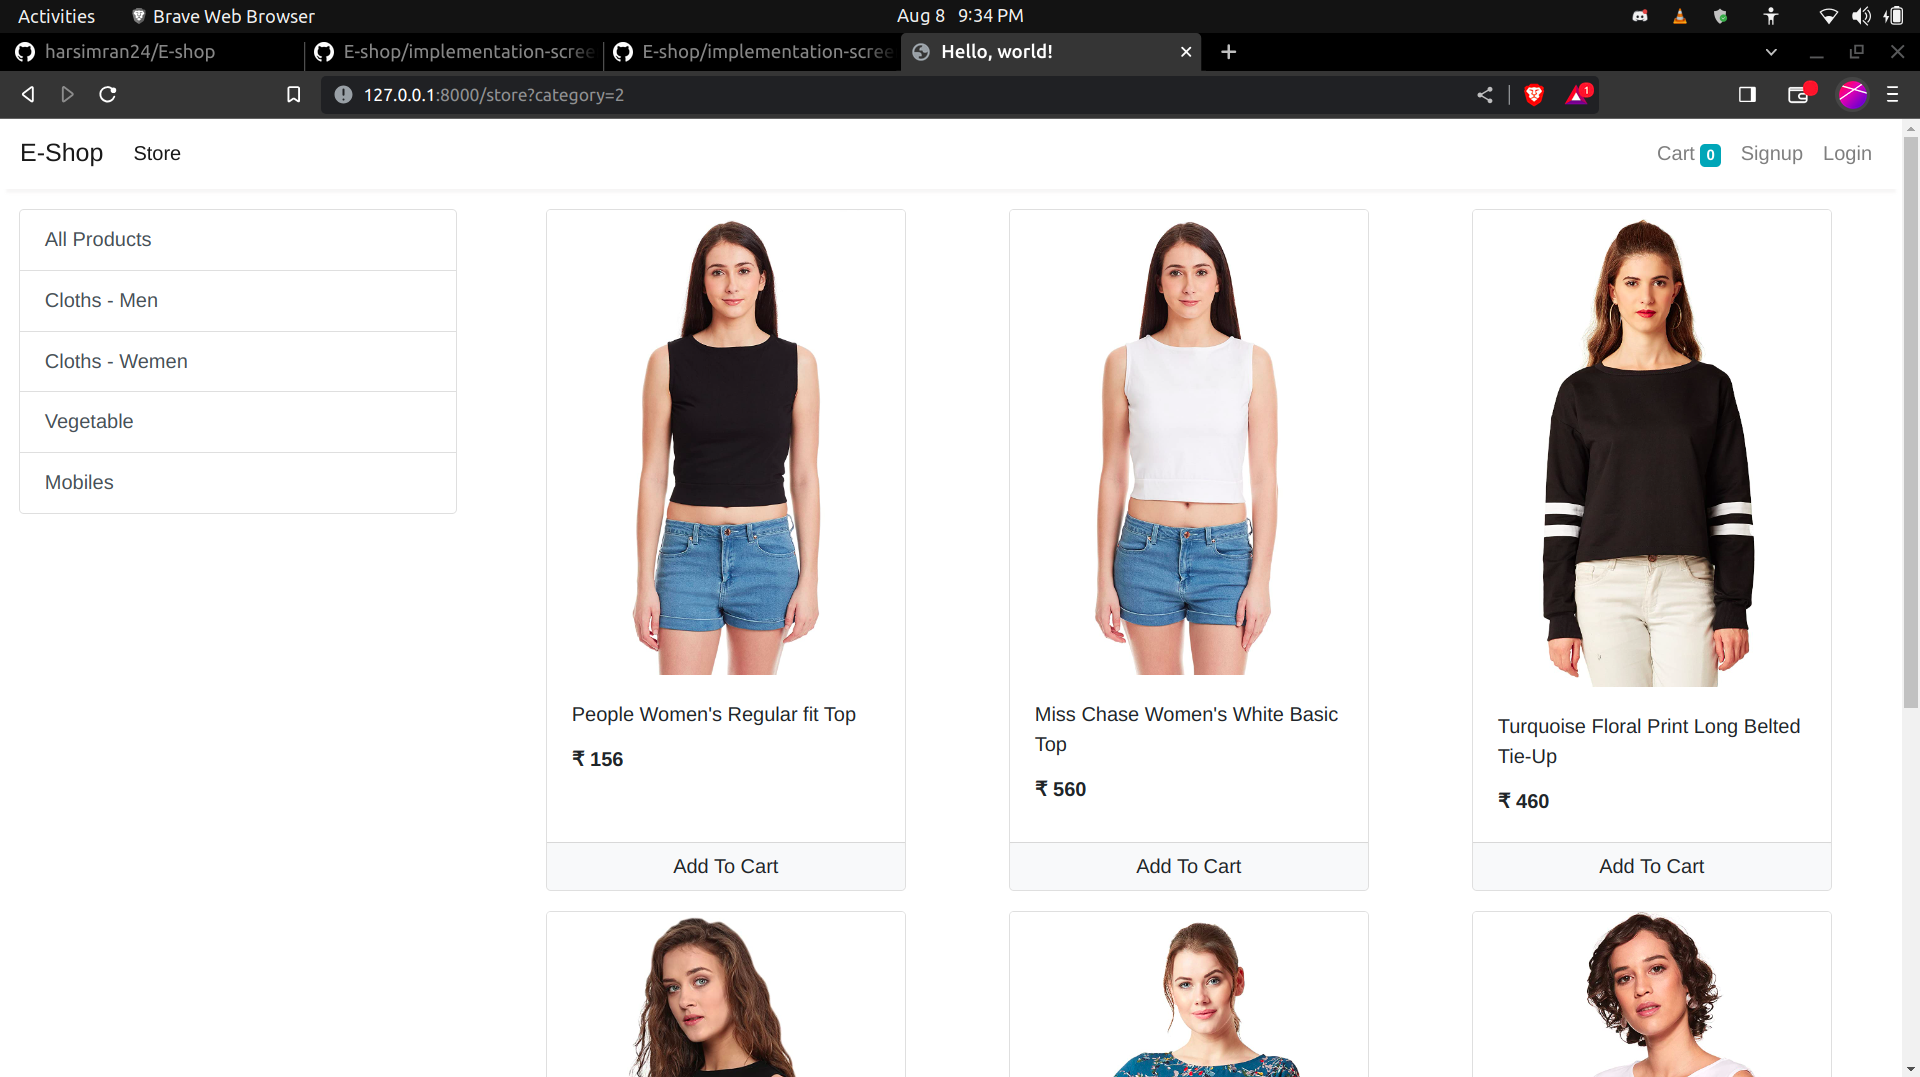 Activities
Brave Web Browser
Aug 8 9:34 PM
harsimran24/E-shop
E-shop/implementation-scree
E-shop/implementation-scree
Hello, world!
127.0.0.1:8000/store?category=2
1
E-Shop
Store
Cart 0
Signup
Login
All Products
Cloths - Men
Cloths - Wemen
Vegetable
Mobiles
People Women's Regular fit Top
₹ 156
Add To Cart
Miss Chase Women's White Basic
Top
₹ 560
Add To Cart
Turquoise Floral Print Long Belted
Tie-Up
₹ 460
Add To Cart